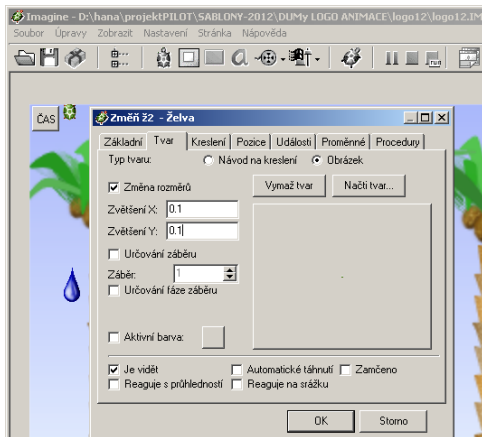 Imagine - D:\hana\projektPILOT\SABLONY-2012\DUMy LOGO ANIMACE\logo12\logo12.IM
Soubor Úpravy Zobrazit Nastavení Stránka Nápověda
ČAS
Změň ž2 - Želva
Základní Tvar Kreslení Pozice Události Proměnné Procedury
Typ tvaru: Návod na kreslení Obrázek
Změna rozměrů Vymaž tvar Načti tvar...
Zvětšení X: 0.1
Zvětšení Y: 0.1
Určování záběru
Záběr: 1
Určování fáze záběru
Aktivní barva:
Je vidět Automatické táhnutí Zamčeno
Reaguje s průhledností Reaguje na srážku
OK Storno